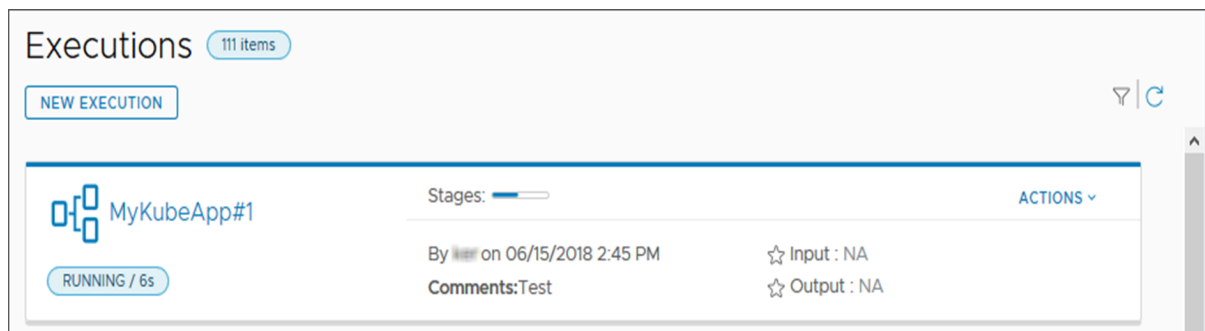 Executions 111 items
NEW EXECUTION
MyKubeApp#1
RUNNING / 6s
Stages:
ACTIONS
By on 06/15/2018 2:45 PM
Comments:Test
Input : NA
Output : NA